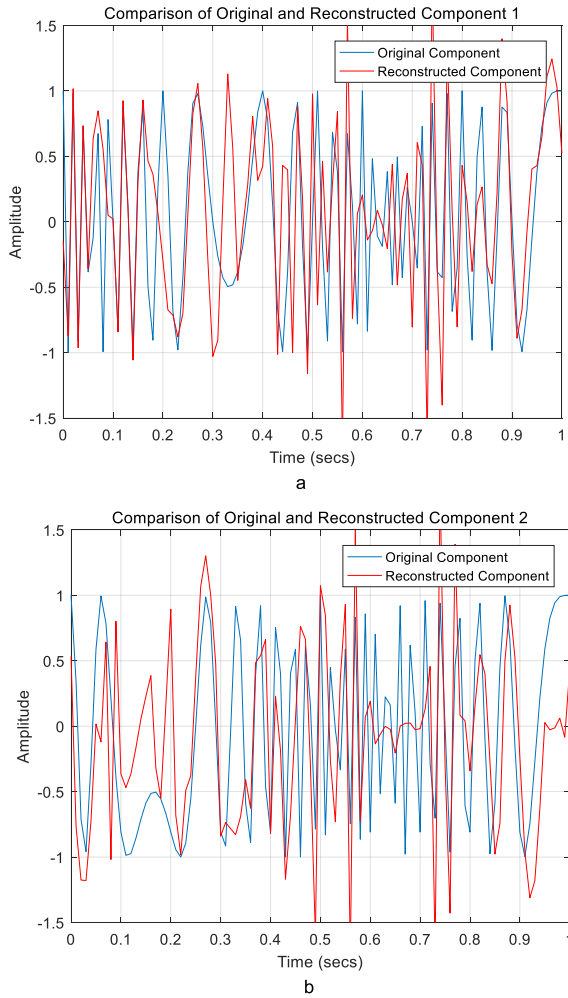 Comparison of Original and Reconstructed Component 1
1.5
Original Component
Reconstructed Component
1
0.5
0
-0.5
-1
-1.5
Amplitude
0 0.1 0.2 0.3 0.4 0.5 0.6 0.7 0.8 0.9 1
Time (secs)
a
Comparison of Original and Reconstructed Component 2
1.5
Original Component
Reconstructed Component
1
0.5
0
-0.5
-1
-1.5
Amplitude
0 0.1 0.2 0.3 0.4 0.5 0.6 0.7 0.8 0.9
Time (secs)
b